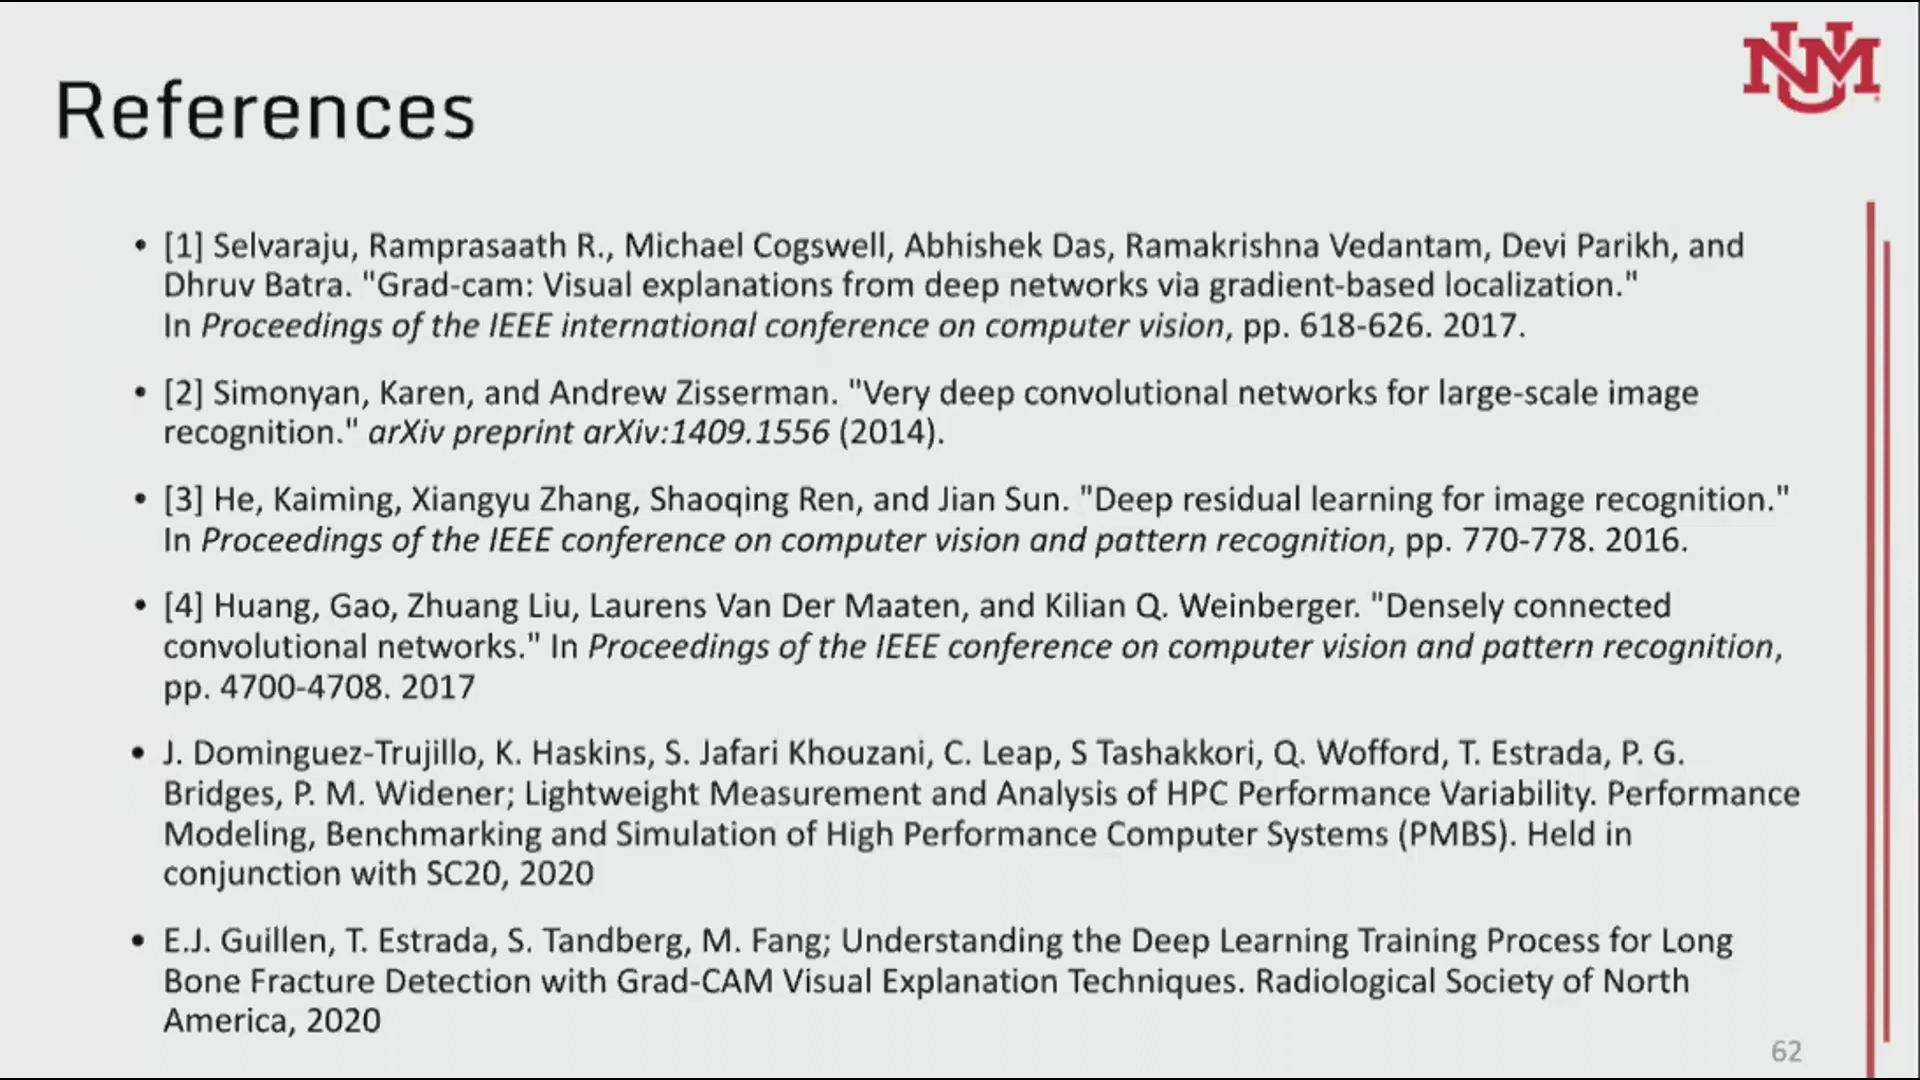 UNM
References
• [1] Selvaraju, Ramprasaath R., Michael Cogswell, Abhishek Das, Ramakrishna Vedantam, Devi Parikh, and
Dhruv Batra. "Grad-cam: Visual explanations from deep networks via gradient-based localization."
In Proceedings of the IEEE international conference on computer vision, pp. 618-626. 2017.
• [2] Simonyan, Karen, and Andrew Zisserman. "Very deep convolutional networks for large-scale image
recognition." arXiv preprint arXiv:1409.1556 (2014).
• [3] He, Kaiming, Xiangyu Zhang, Shaoqing Ren, and Jian Sun. "Deep residual learning for image recognition."
In Proceedings of the IEEE conference on computer vision and pattern recognition, pp. 770-778. 2016.
• [4] Huang, Gao, Zhuang Liu, Laurens Van Der Maaten, and Kilian Q. Weinberger. "Densely connected
convolutional networks." In Proceedings of the IEEE conference on computer vision and pattern recognition,
pp. 4700-4708. 2017
• J. Dominguez-Trujillo, K. Haskins, S. Jafari Khouzani, C. Leap, S Tashakkori, Q. Wofford, T. Estrada, P. G.
Bridges, P. M. Widener; Lightweight Measurement and Analysis of HPC Performance Variability. Performance
Modeling, Benchmarking and Simulation of High Performance Computer Systems (PMBS). Held in
conjunction with SC20, 2020
• E.J. Guillen, T. Estrada, S. Tandberg, M. Fang; Understanding the Deep Learning Training Process for Long
Bone Fracture Detection with Grad-CAM Visual Explanation Techniques. Radiological Society of North
America, 2020
62